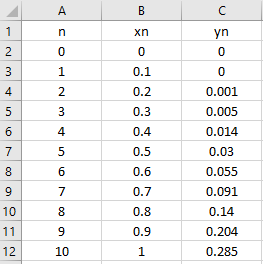 A B C
1 n xn yn
2 0 0 0
3 1 0.1 0
4 2 0.2 0.001
5 3 0.3 0.005
6 4 0.4 0.014
7 5 0.5 0.03
8 6 0.6 0.055
9 7 0.7 0.091
10 8 0.8 0.14
11 9 0.9 0.204
12 10 1 0.285